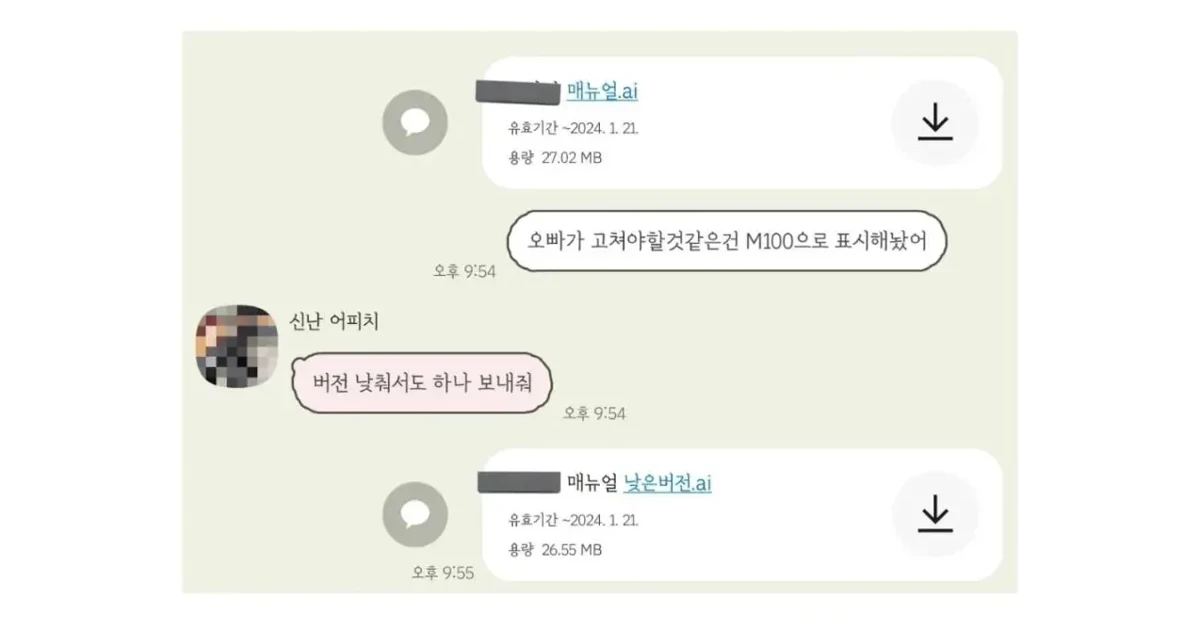 매뉴얼.ai
유효기간 ~2024. 1. 21.
용량 27.02 MB
오빠가 고쳐야할것같은건 M100으로 표시해놨어
오후 9:54
신난 어피치
버전 낮춰서도 하나 보내줘
오후 9:54
매뉴얼 낮은버전.ai
유효기간 ~2024. 1. 21.
용량 26.55 MB
오후 9:55